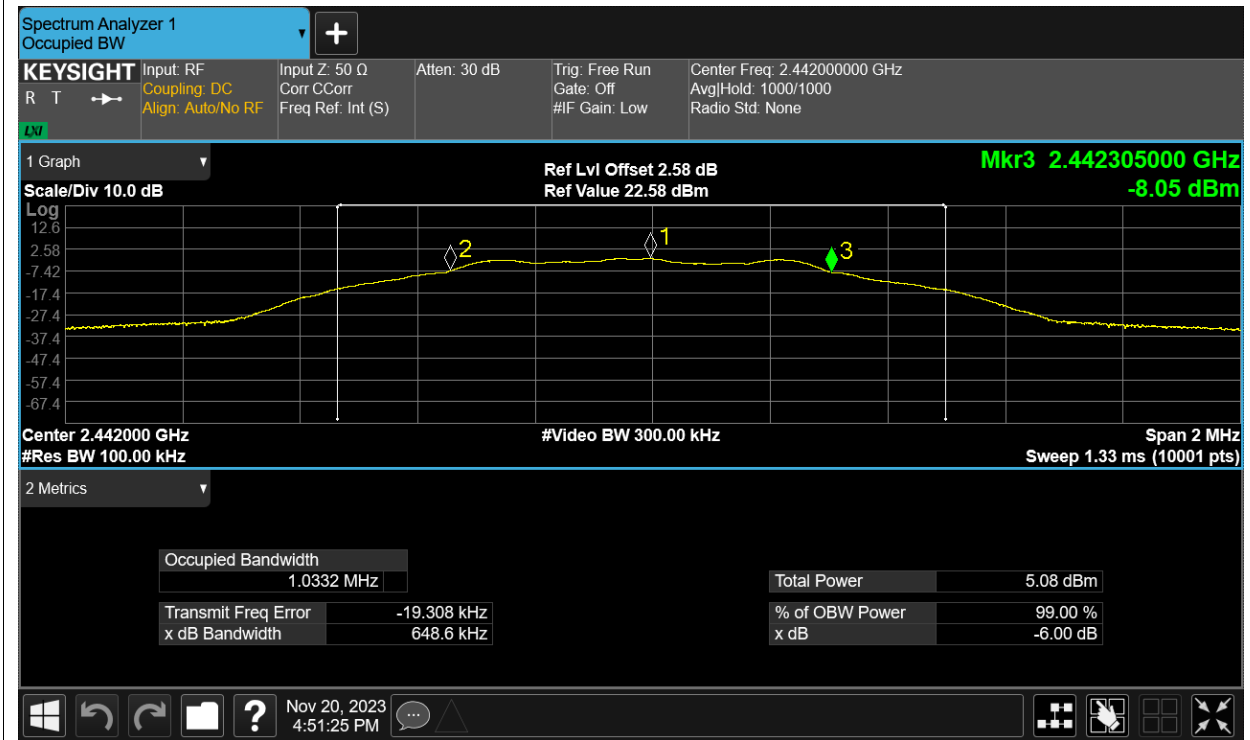 Spectrum Analyzer 1
Occupied BW
KEYSIGHT
R T
LXI
Input: RF
Coupling: DC
Align: Auto/No RF
Input Z: 50 Ω
Corr CCorr
Freq Ref: Int (S)
Atten: 30 dB
Trig: Free Run
Gate: Off
#IF Gain: Low
Center Freq: 2.442000000 GHz
Avg|Hold: 1000/1000
Radio Std: None
1 Graph
Scale/Div 10.0 dB
Ref Lvl Offset 2.58 dB
Ref Value 22.58 dBm
Mkr3 2.442305000 GHz
-8.05 dBm
Log
12.6
2.58
-7.42
-17.4
-27.4
-37.4
-47.4
-57.4
-67.4
2
1
3
Center 2.442000 GHz
#Video BW 300.00 kHz
Span 2 MHz
#Res BW 100.00 kHz
Sweep 1.33 ms (10001 pts)
2 Metrics
Occupied Bandwidth
1.0332 MHz
Transmit Freq Error -19.308 kHz
x dB Bandwidth 648.6 kHz
Total Power 5.08 dBm
% of OBW Power 99.00 %
x dB -6.00 dB
?
Nov 20, 2023
4:51:25 PM